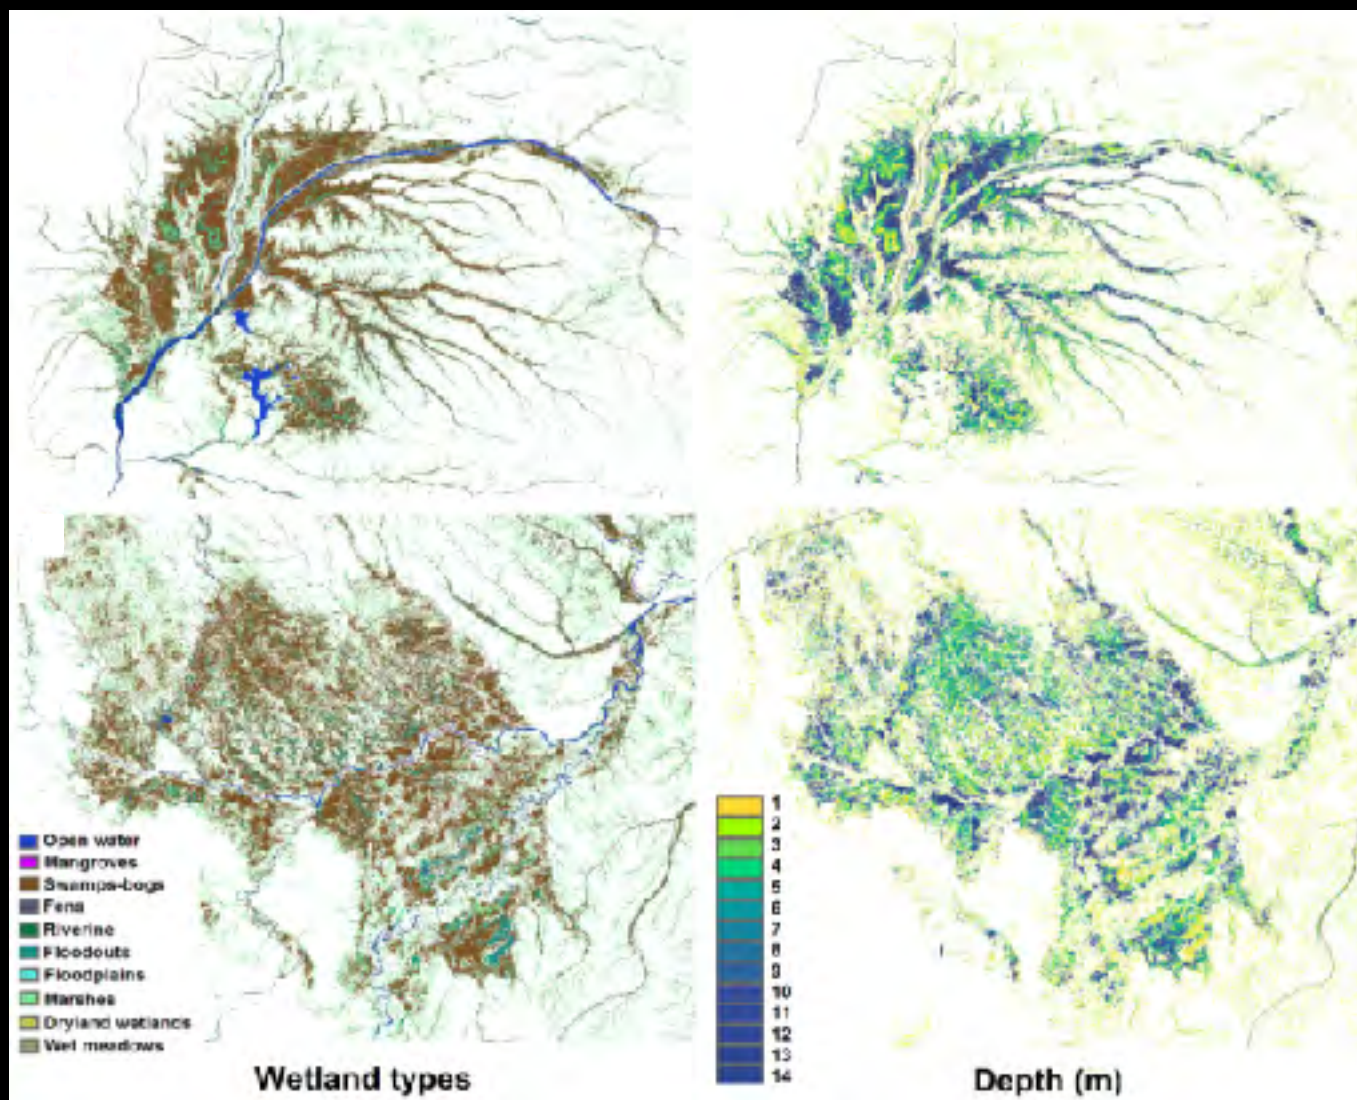 Open water
Mangroves
Swamps-bogs
Fens
Riverine
Floodouts
Floodplains
Marshes
Dryland wetlands
Wet meadows
Wetland types
1
2
3
4
5
6
7
8
9
10
11
12
13
14
Depth (m)